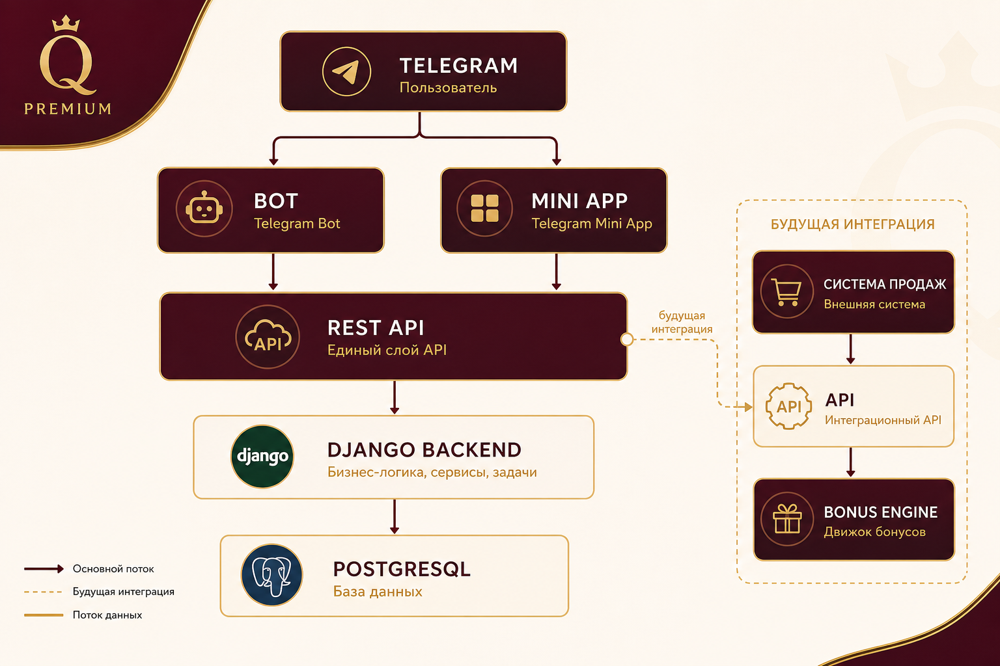 Q
PREMIUM
TELEGRAM
Пользователь
BOT
Telegram Bot
MINI APP
Telegram Mini App
API
REST API
Единый слой API
будущая
интеграция
django
DJANGO BACKEND
Бизнес-логика, сервисы, задачи
POSTGRESQL
База данных
БУДУЩАЯ ИНТЕГРАЦИЯ
СИСТЕМА ПРОДАЖ
Внешняя система
API
API
Интеграционный API
BONUS ENGINE
Движок бонусов
Основной поток
Будущая интеграция
Поток данных